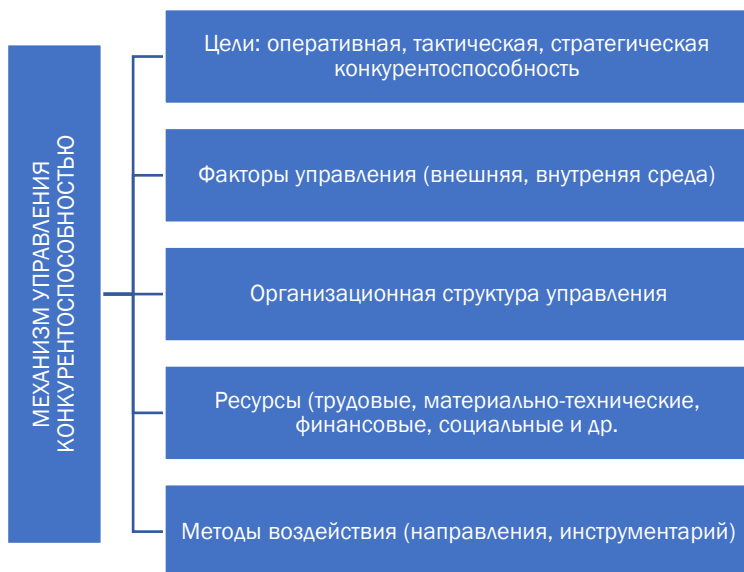 МЕХАНИЗМ УПРАВЛЕНИЯ
КОНКУРЕНТОСПОСОБНОСТЬЮ
Цели: оперативная, тактическая, стратегическая
конкурентоспособность
Факторы управления (внешняя, внутреняя среда)
Организационная структура управления
Ресурсы (трудовые, материально-технические,
финансовые, социальные и др.
Методы воздействия (направления, инструментарий)